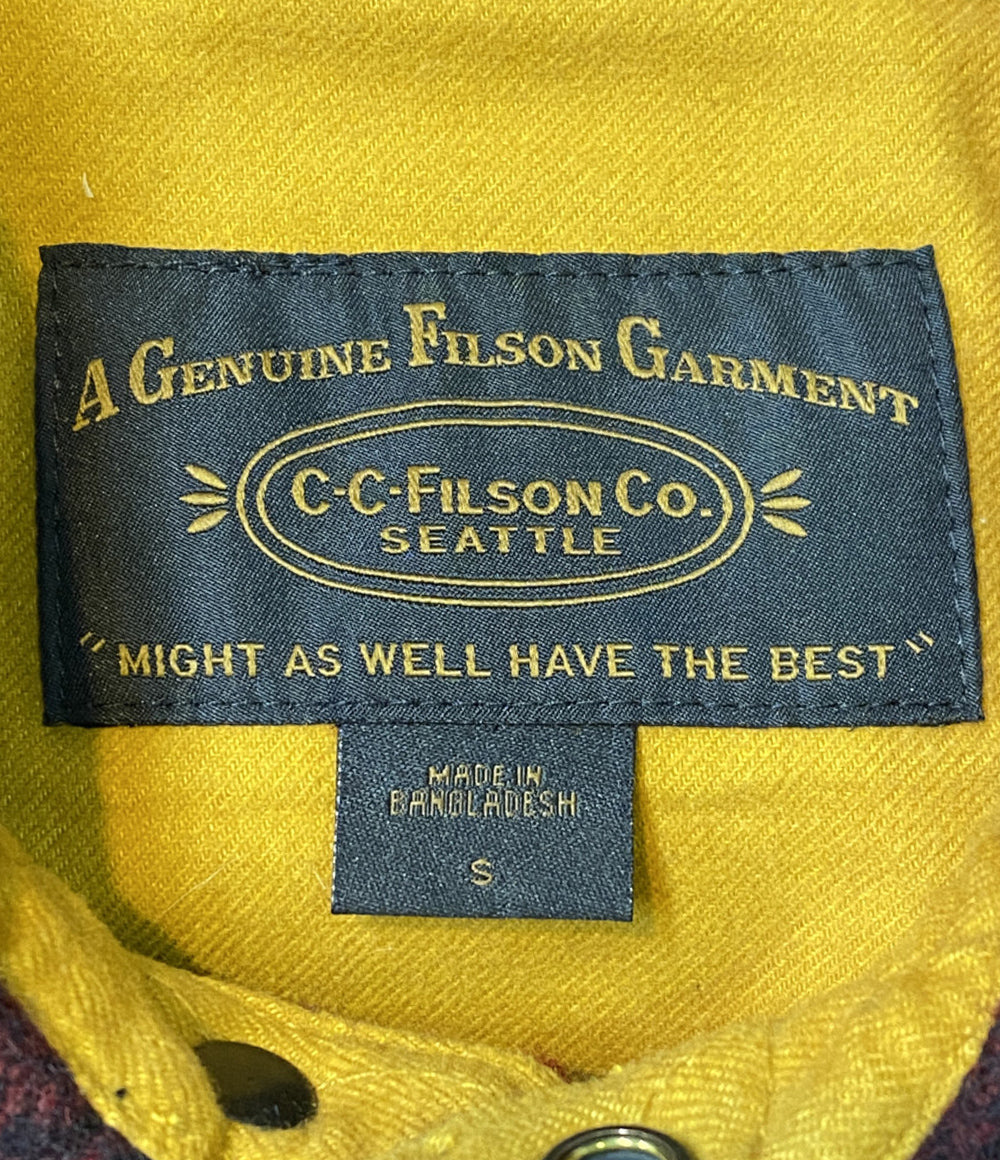 A GENUINE FILSON GARMENT
C-C-FILSON CO.
SEATTLE
"MIGHT AS WELL HAVE THE BEST"
MADE IN
BANGLADESH
S